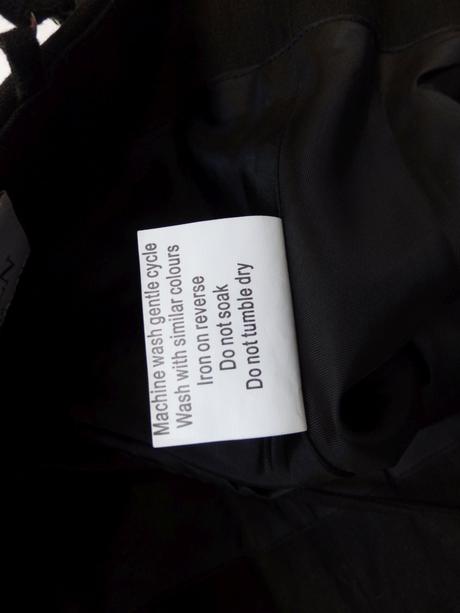 Machine wash gentle cycle
Wash with similar colours
Iron on reverse
Do not soak
Do not tumble dry